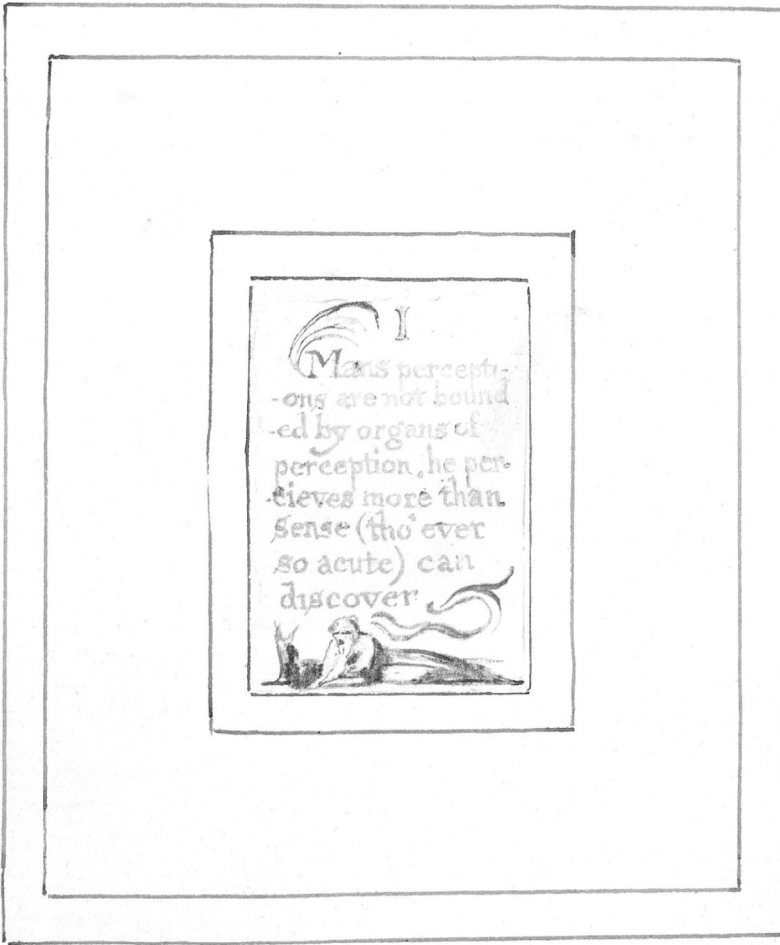 I
Mans percepti-
-ons are not bound
-ed by organs of
perception, he per-
-cieves more than
sense (tho' ever
so acute) can
discover